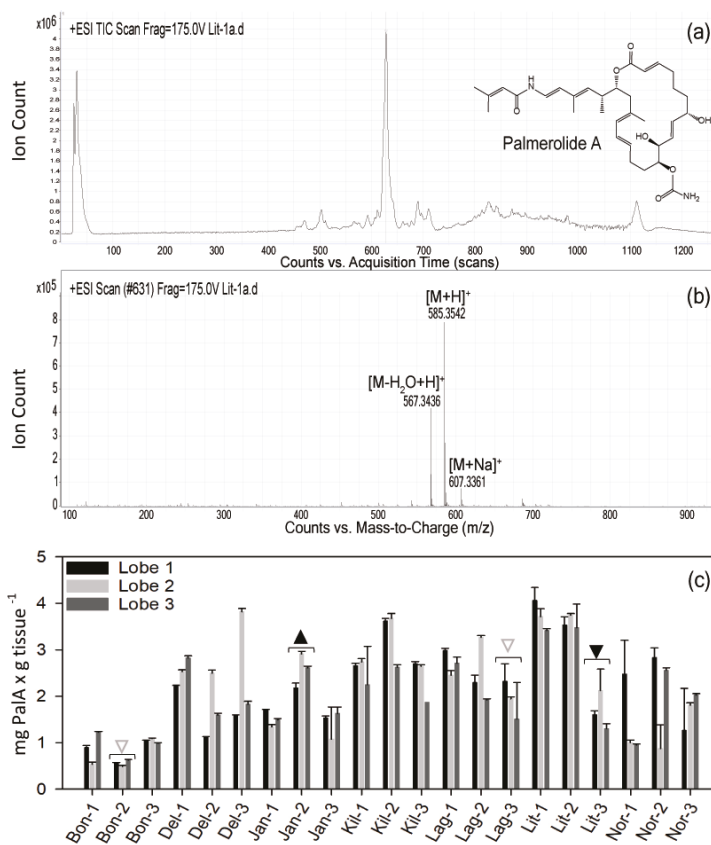 x10⁶ +ESI TIC Scan Frag=175.0V Lit-1a.d (a)
4
3.8
3.6
3.4
3.2
3
2.8
2.6
2.4
2.2
2
1.8
1.6
1.4
1.2
1
0.8
0.6
0.4
0.2
0
Ion Count
O
O
H
N
O
OH
HO
O
O
NH₂
Palmerolide A
100 200 300 400 500 600 700 800 900 1000 1100 1200
Counts vs. Acquisition Time (scans)
x10⁵ +ESI Scan (#631) Frag=175.0V Lit-1a.d (b)
8
7
6
5
4
3
2
1
0
Ion Count
[M+H]⁺
585.3542
[M-H₂O+H]⁺
567.3436
[M+Na]⁺
607.3361
100 200 300 400 500 600 700 800 900
Counts vs. Mass-to-Charge (m/z)
(c)
Lobe 1
Lobe 2
Lobe 3
5
4
3
2
1
0
mg PalA x g tissue ⁻¹
Bon-1 Bon-2 Bon-3 Del-1 Del-2 Del-3 Jan-1 Jan-2 Jan-3 Kil-1 Kil-2 Kil-3 Lag-1 Lag-2 Lag-3 Lit-1 Lit-2 Lit-3 Nor-1 Nor-2 Nor-3